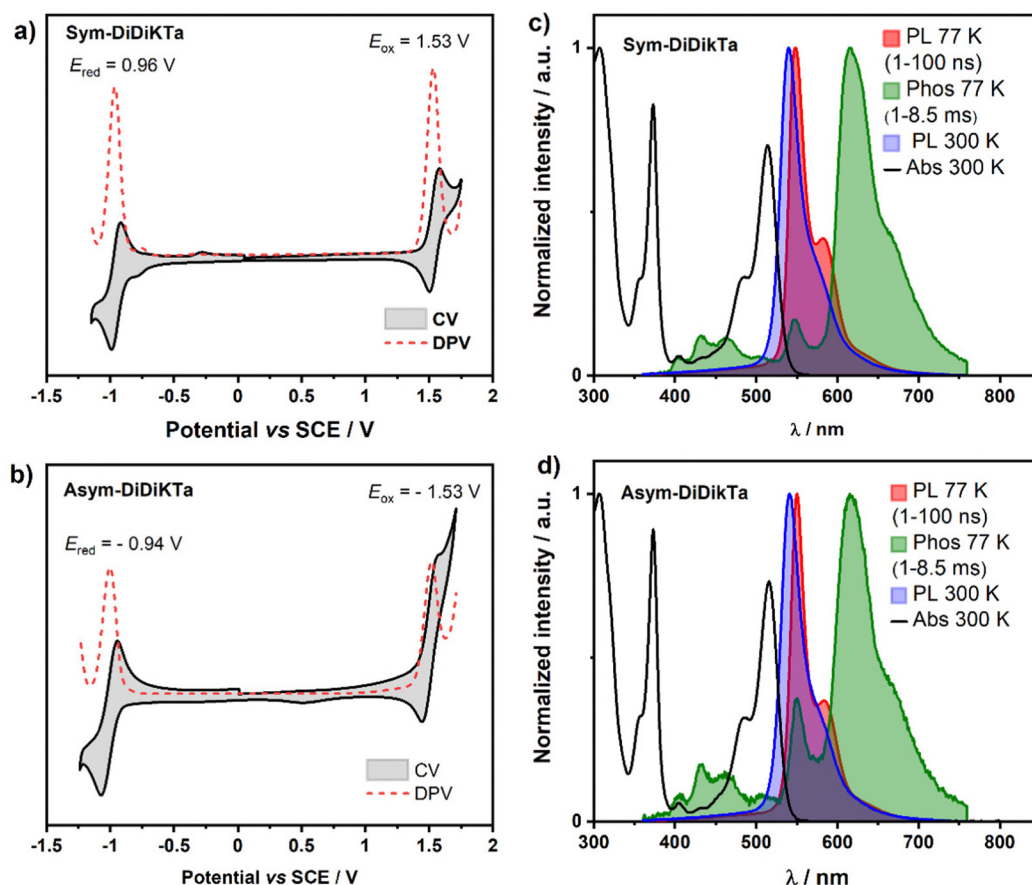 a)
Sym-DiDiKTa
E_red = 0.96 V
E_ox = 1.53 V
CV
DPV
-1.5 -1 -0.5 0 0.5 1 1.5 2
Potential vs SCE / V
b)
Asym-DiDiKTa
E_ox = - 1.53 V
E_red = - 0.94 V
CV
DPV
-1.5 -1 -0.5 0 0.5 1 1.5 2
Potential vs SCE / V
c)
Sym-DiDikTa
PL 77 K
(1-100 ns)
Phos 77 K
(1-8.5 ms)
PL 300 K
Abs 300 K
Normalized intensity / a.u.
1
0
300 400 500 600 700 800
λ / nm
d)
Asym-DiDikTa
PL 77 K
(1-100 ns)
Phos 77 K
(1-8.5 ms)
PL 300 K
Abs 300 K
Normalized intensity / a.u.
1
0
300 400 500 600 700 800
λ / nm